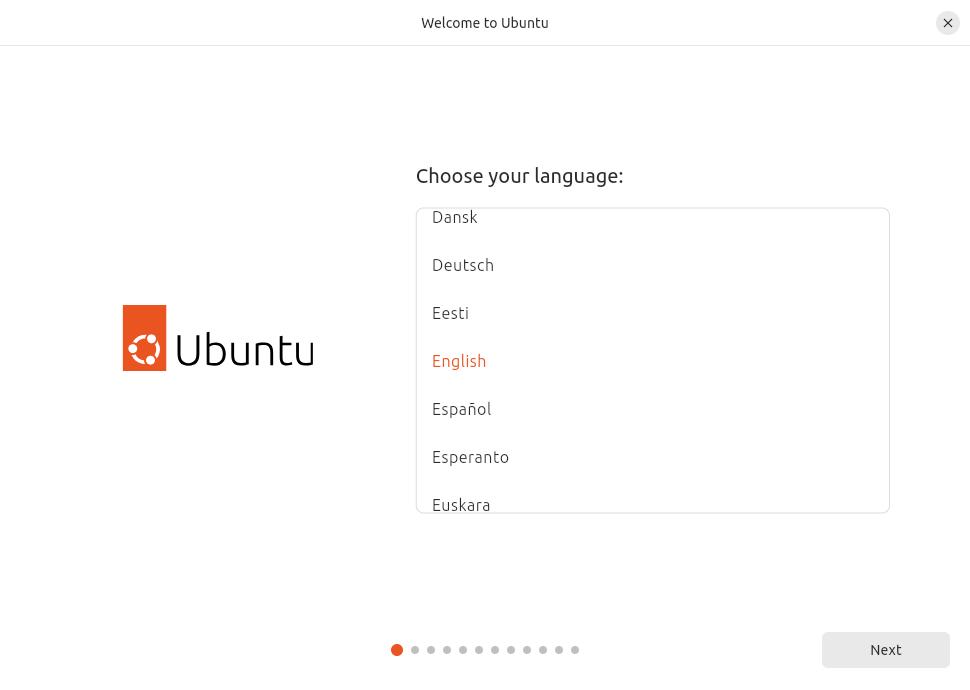 Welcome to Ubuntu
Choose your language:
Dansk
Deutsch
Eesti
English
Español
Esperanto
Euskara
Ubuntu
Next